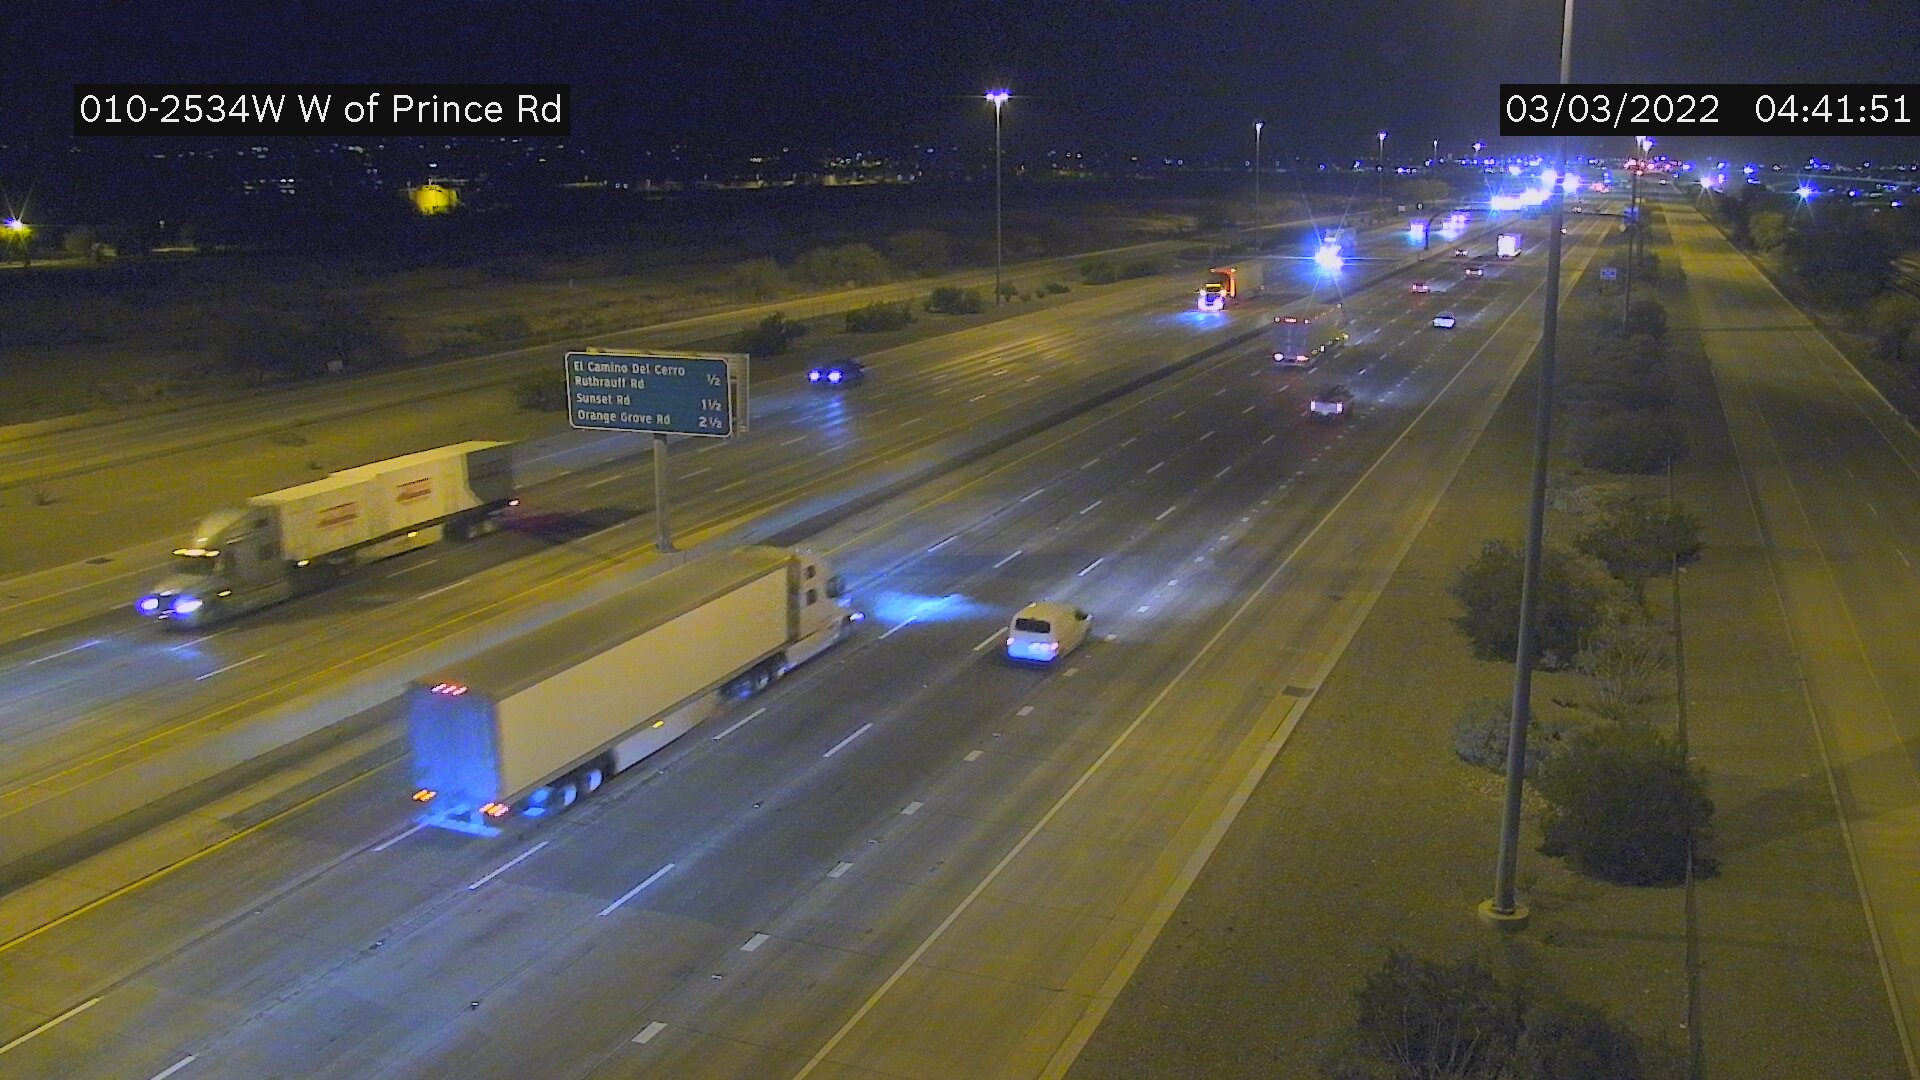 010-2534W W of Prince Rd
03/03/2022 04:41:51
El Camino Del Cerro
Ruthrauff Rd ½
Sunset Rd 1½
Orange Grove Rd 2½